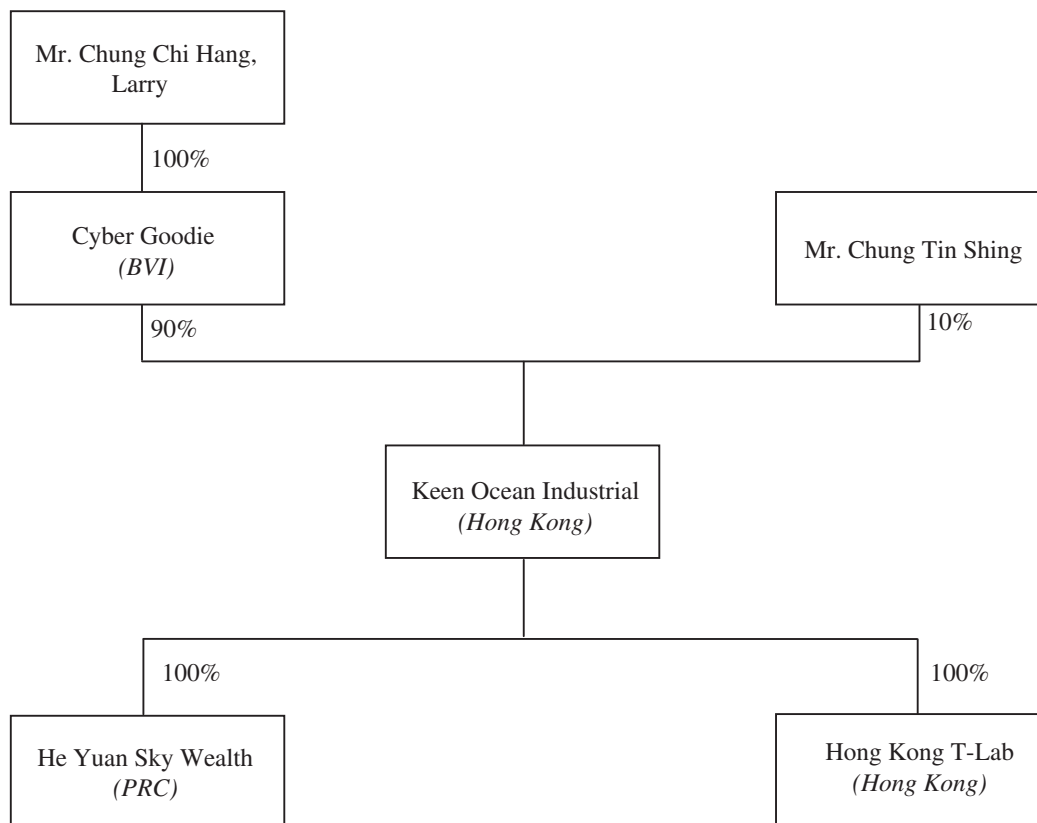 Mr. Chung Chi Hang,
Larry
100%
Cyber Goodie
(BVI)
Mr. Chung Tin Shing
90%
10%
Keen Ocean Industrial
(Hong Kong)
100%
100%
He Yuan Sky Wealth
(PRC)
Hong Kong T-Lab
(Hong Kong)